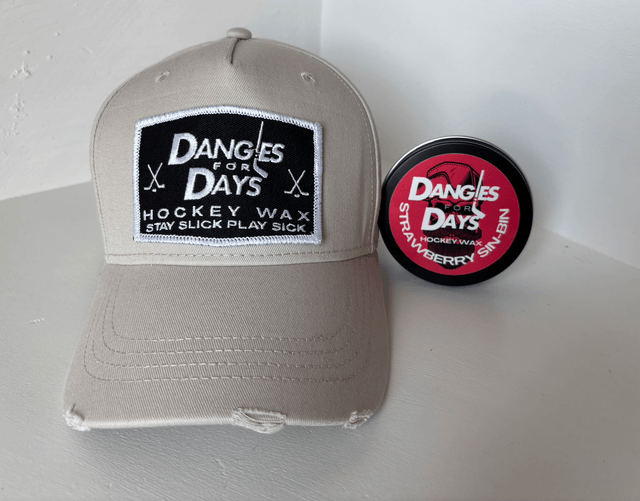 DANGLES
FOR
DAYS
HOCKEY WAX
STAY SLICK PLAY SICK
DANGLES
FOR
DAYS
HOCKEY WAX
STRAWBERRY SIN-BIN